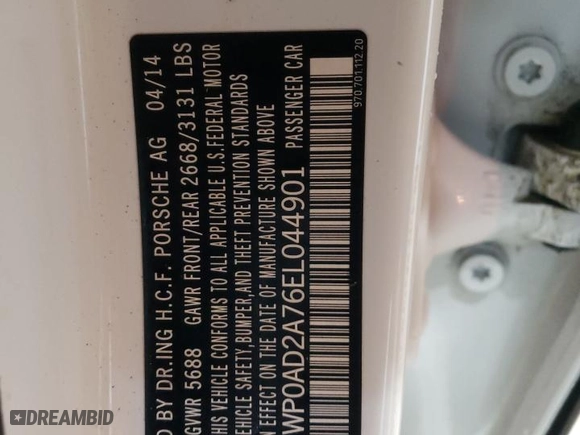 D BY DR.ING H.C.F. PORSCHE AG 04/14
GVWR 5688 GAWR FRONT/REAR 2668/3131 LBS
THIS VEHICLE CONFORMS TO ALL APPLICABLE U.S.FEDERAL MOTOR
VEHICLE SAFETY,BUMPER,AND THEFT PREVENTION STANDARDS
IN EFFECT ON THE DATE OF MANUFACTURE SHOWN ABOVE
WP0AD2A76EL044901 PASSENGER CAR
970.701.112 20
DREAMBID